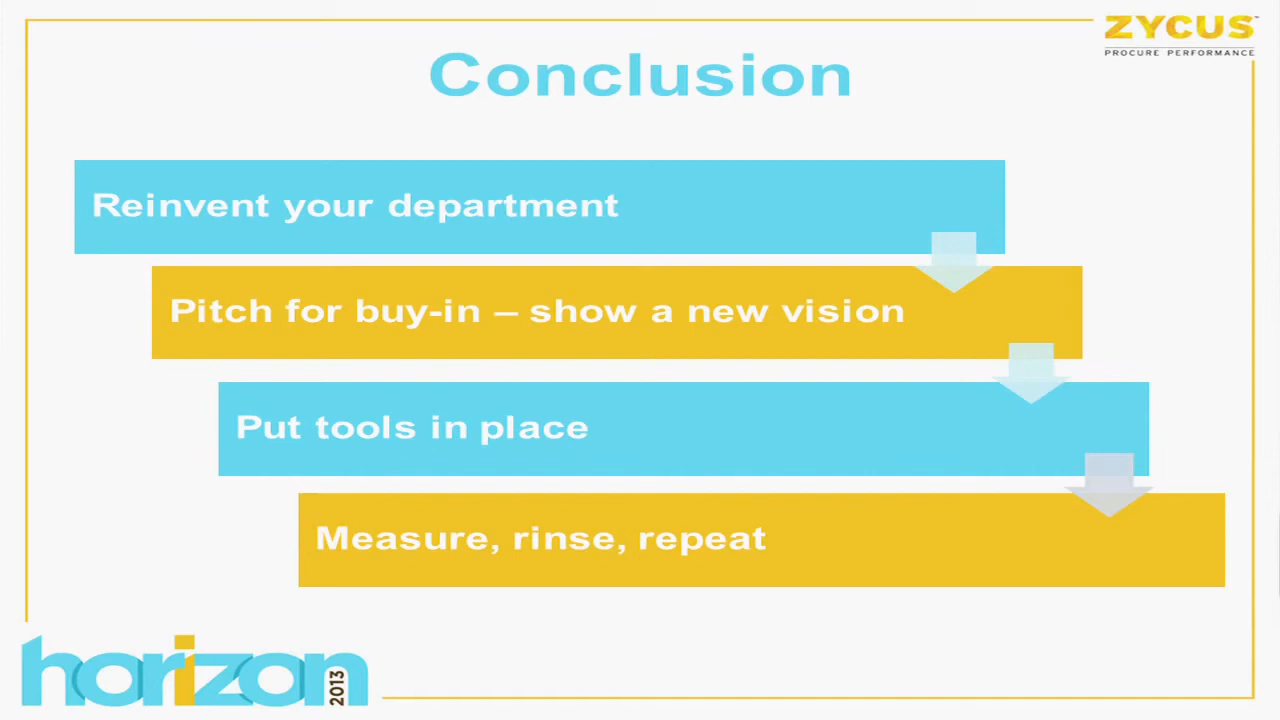 ZYCUS™
PROCURE PERFORMANCE
Conclusion
Reinvent your department
Pitch for buy-in – show a new vision
Put tools in place
Measure, rinse, repeat
horizon
2013